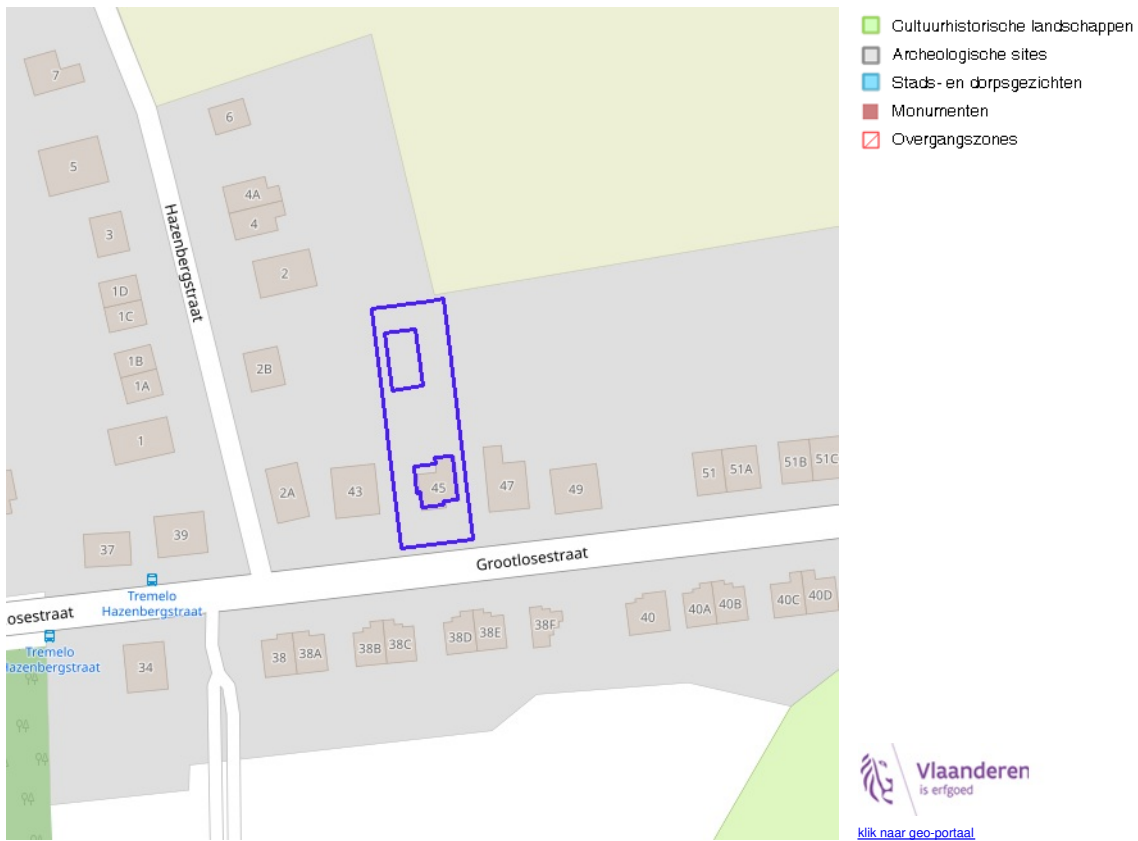 7
6
5
4A
4
3
Hazenbergstraat
2
1D
1C
1B
1A
2B
1
45
2A
43
47
49
51
51A
51B
51C
39
37
Grootlosestraat
Tremelo
Hazenbergstraat
osestraat
Tremelo
Hazenbergstraat
34
38
38A
38B
38C
38D
38E
38F
40
40A
40B
40C
40D
Cultuurhistorische landschappen
Archeologische sites
Stads- en dorpsgezichten
Monumenten
Overgangszones
Vlaanderen
is erfgoed
klik naar geo-portaal